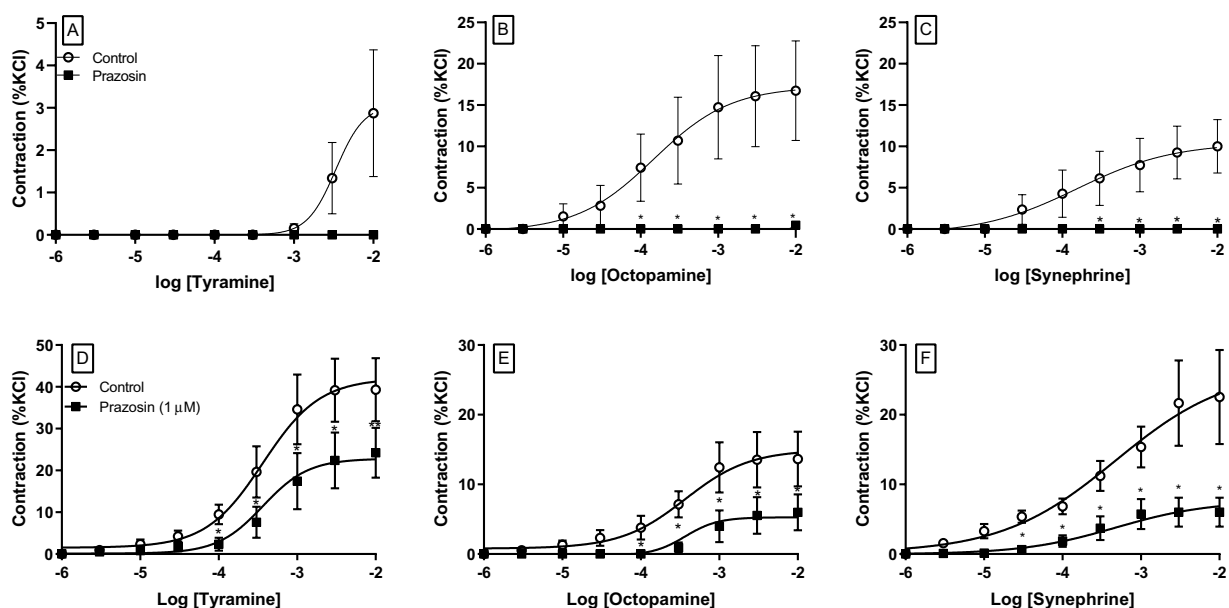 A
Contraction (%KCl)
5
4
3
2
1
0
Control
Prazosin
-6 -5 -4 -3 -2
log [Tyramine]
B
Contraction (%KCl)
25
20
15
10
5
0
* * * * *
-6 -5 -4 -3 -2
log [Octopamine]
C
Contraction (%KCl)
25
20
15
10
5
0
* * * *
-6 -5 -4 -3 -2
log [Synephrine]
D
Contraction (%KCl)
50
40
30
20
10
0
Control
Prazosin (1 μM)
* * * * **
-6 -5 -4 -3 -2
Log [Tyramine]
E
Contraction (%KCl)
30
20
10
0
* * * * *
-6 -5 -4 -3 -2
Log [Octopamine]
F
Contraction (%KCl)
30
20
10
0
* * * * * *
-6 -5 -4 -3 -2
Log [Synephrine]